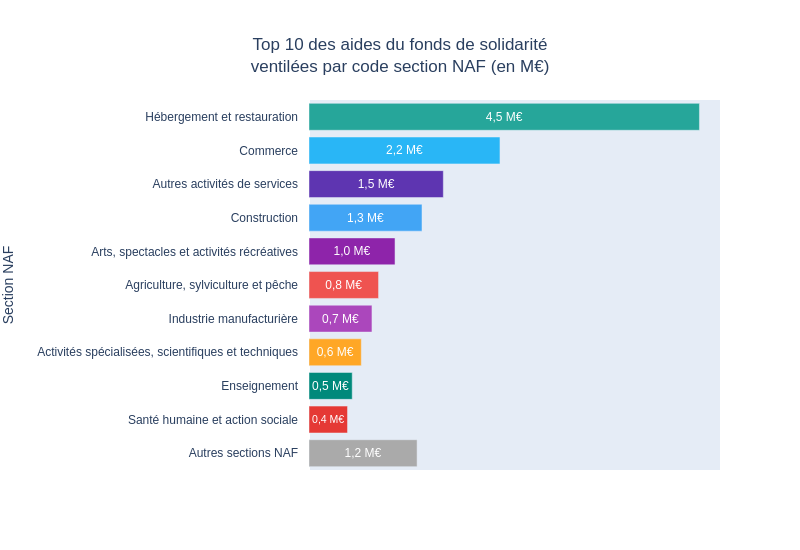 Top 10 des aides du fonds de solidarité
ventilées par code section NAF (en M€)
Section NAF
Hébergement et restauration 4,5 M€
Commerce 2,2 M€
Autres activités de services 1,5 M€
Construction 1,3 M€
Arts, spectacles et activités récréatives 1,0 M€
Agriculture, sylviculture et pêche 0,8 M€
Industrie manufacturière 0,7 M€
Activités spécialisées, scientifiques et techniques 0,6 M€
Enseignement 0,5 M€
Santé humaine et action sociale 0,4 M€
Autres sections NAF 1,2 M€